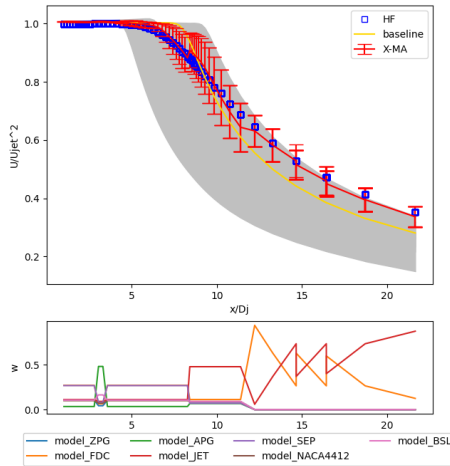 1.0
0.8
0.6
0.4
0.2
U/Ujet^2
HF
baseline
X-MA
5
10
15
20
x/Dj
0.5
0.0
w
5
10
15
20
model_ZPG
model_APG
model_SEP
model_BSL
model_FDC
model_JET
model_NACA4412